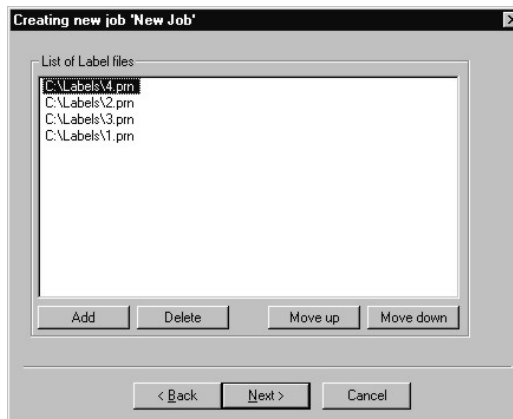 Creating new job 'New Job'
List of Label files
C:\Labels\4.prn
C:\Labels\2.prn
C:\Labels\3.prn
C:\Labels\1.prn
Add Delete Move up Move down
< Back Next > Cancel